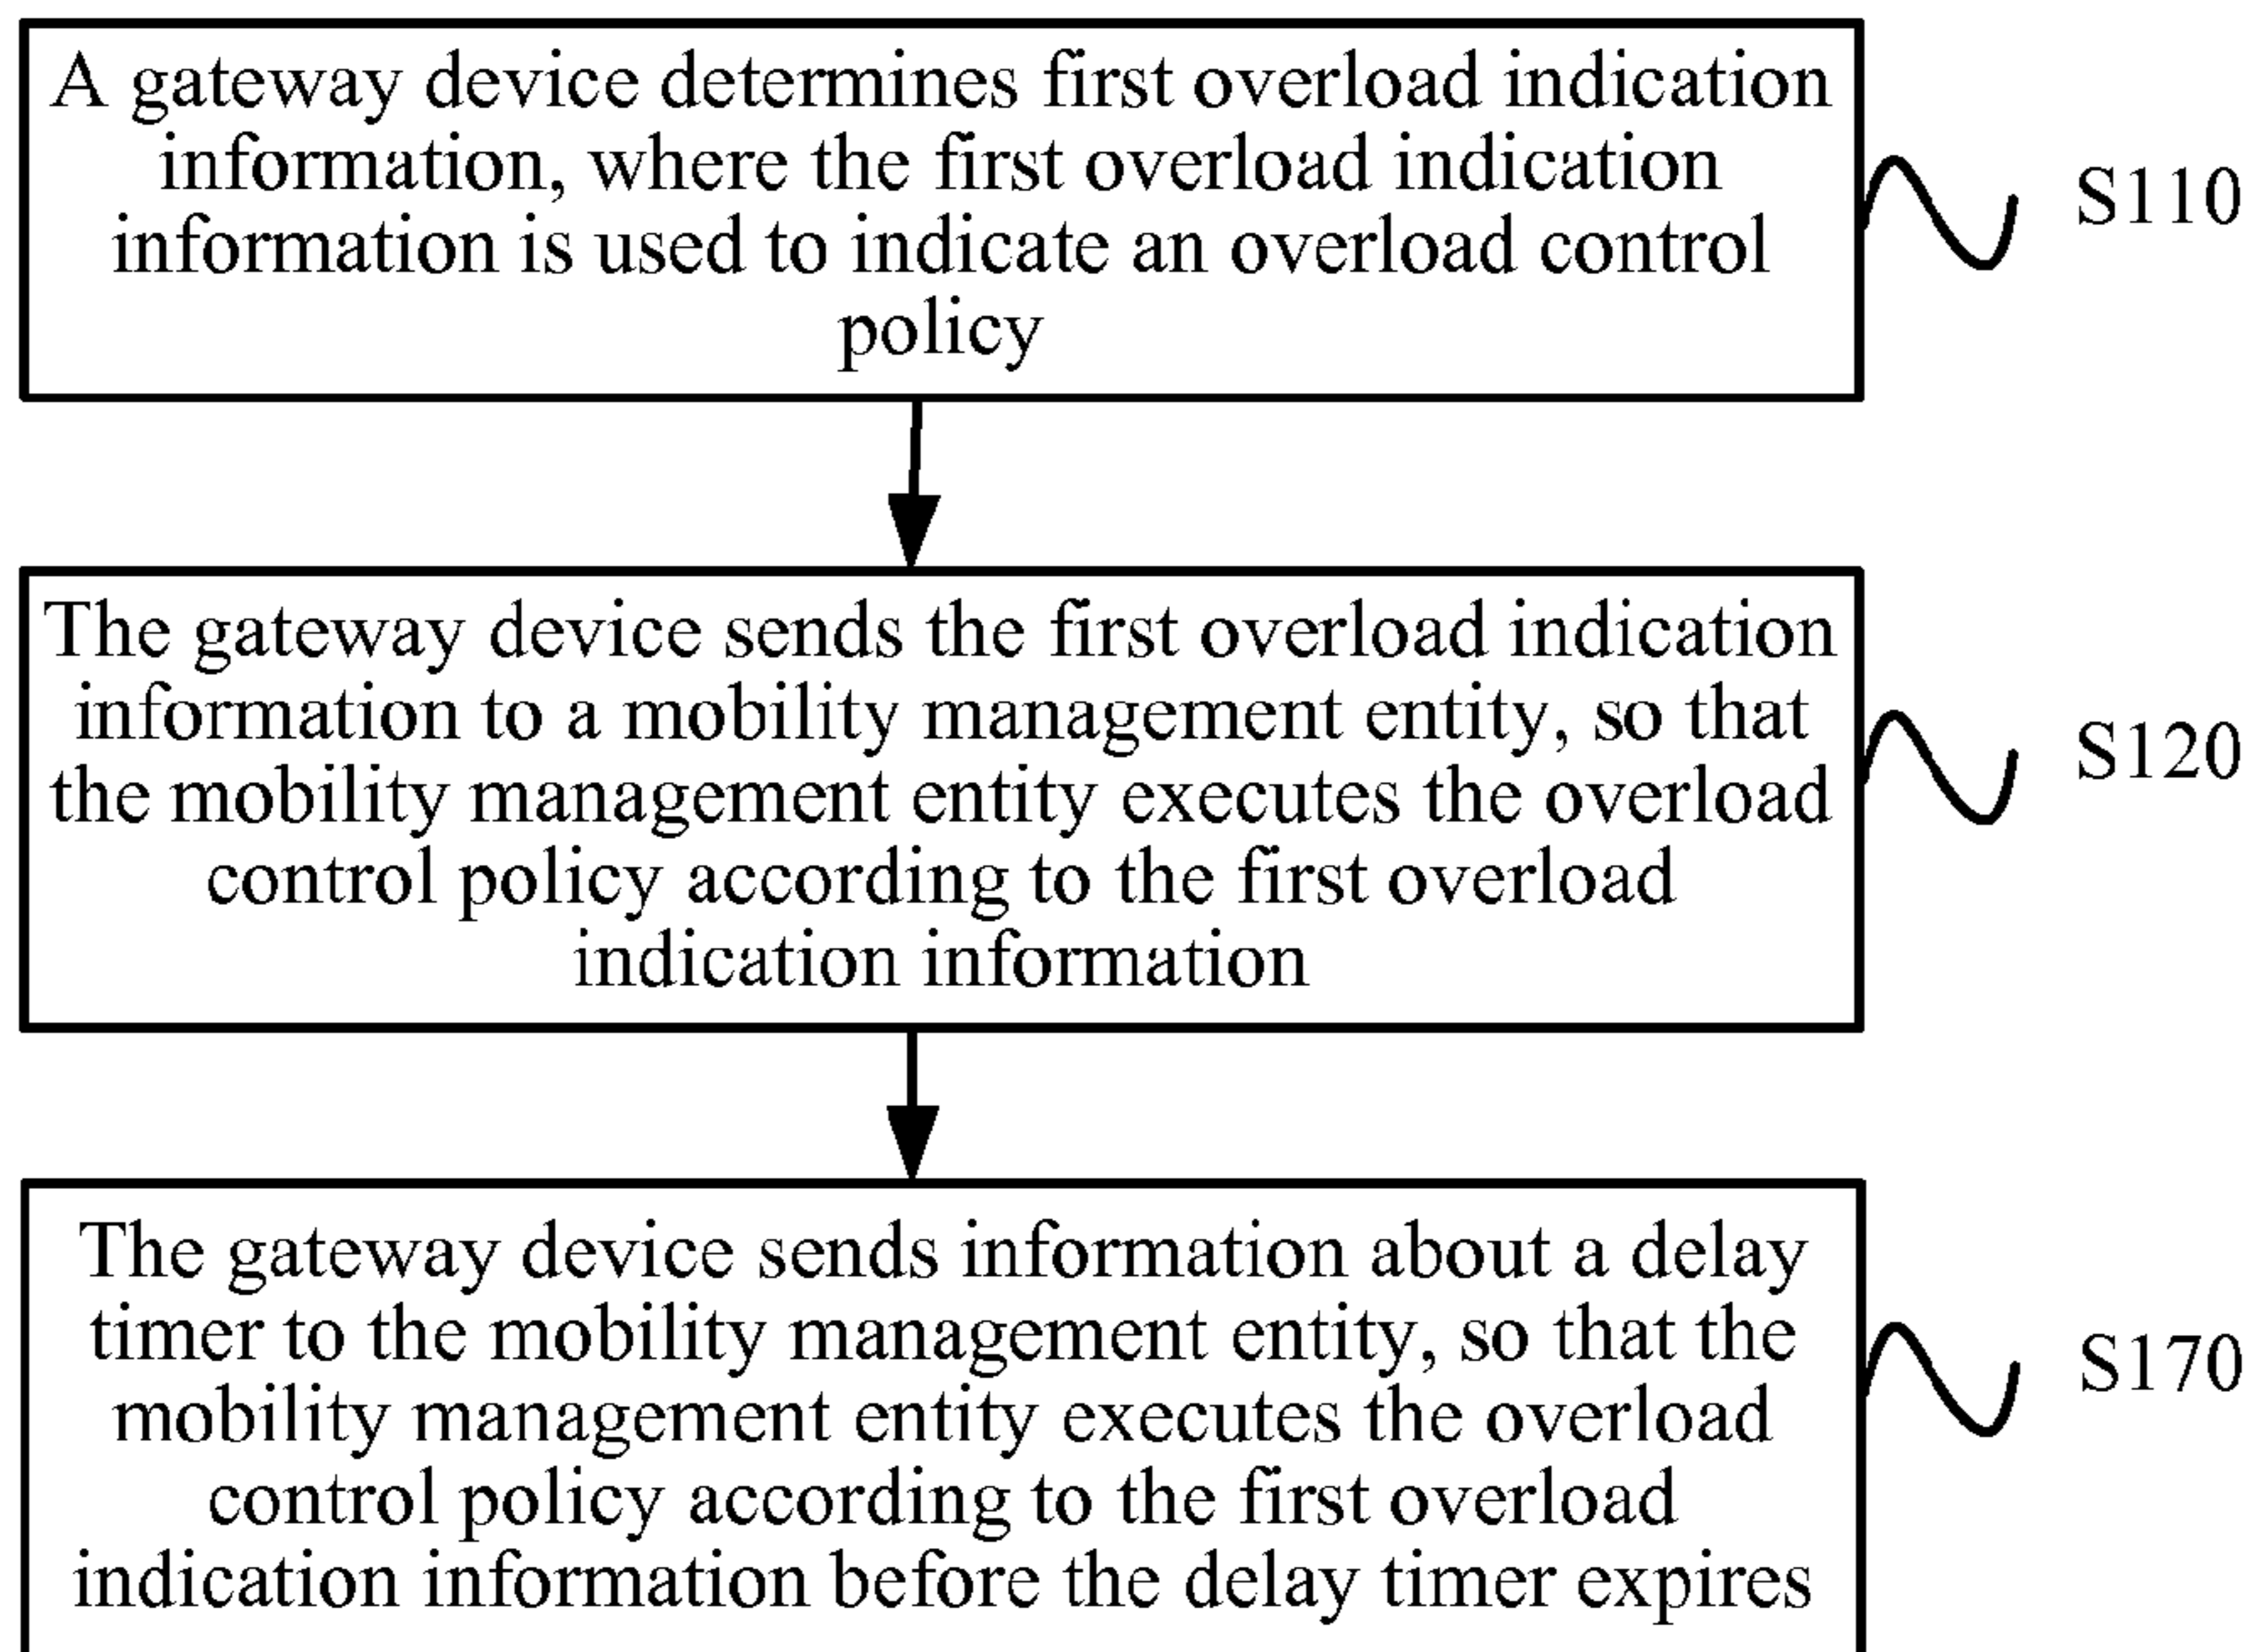 A gateway device determines first overload indication
information, where the first overload indication
information is used to indicate an overload control
policy
S110
The gateway device sends the first overload indication
information to a mobility management entity, so that
the mobility management entity executes the overload
control policy according to the first overload
indication information
S120
The gateway device sends information about a delay
timer to the mobility management entity, so that the
mobility management entity executes the overload
control policy according to the first overload
indication information before the delay timer expires
S170